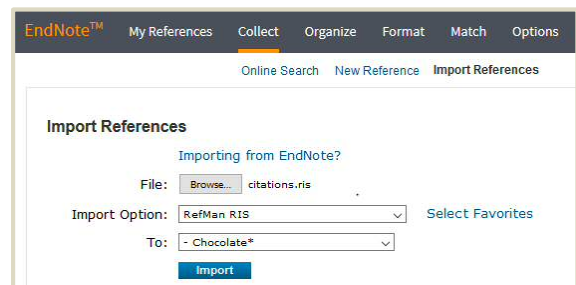 EndNote™ My References Collect Organize Format Match Options
Online Search New Reference Import References
Import References
Importing from EndNote?
File: Browse... citations.ris
Import Option: RefMan RIS Select Favorites
To: - Chocolate*
Import